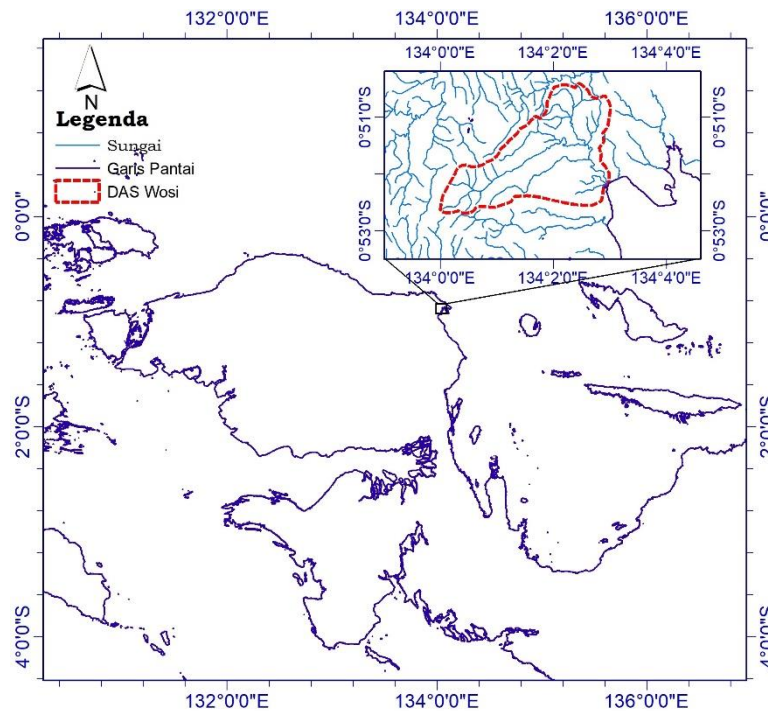 132°0'0"E 134°0'0"E 136°0'0"E
N
Legenda
Sungai
Garis Pantai
DAS Wosi
134°0'0"E 134°2'0"E 134°4'0"E
0°51'0"S 0°51'0"S
0°53'0"S 0°53'0"S
134°0'0"E 134°2'0"E 134°4'0"E
0°0'0" 0°0'0"
2°0'0"S 2°0'0"S
4°0'0"S 4°0'0"S
132°0'0"E 134°0'0"E 136°0'0"E